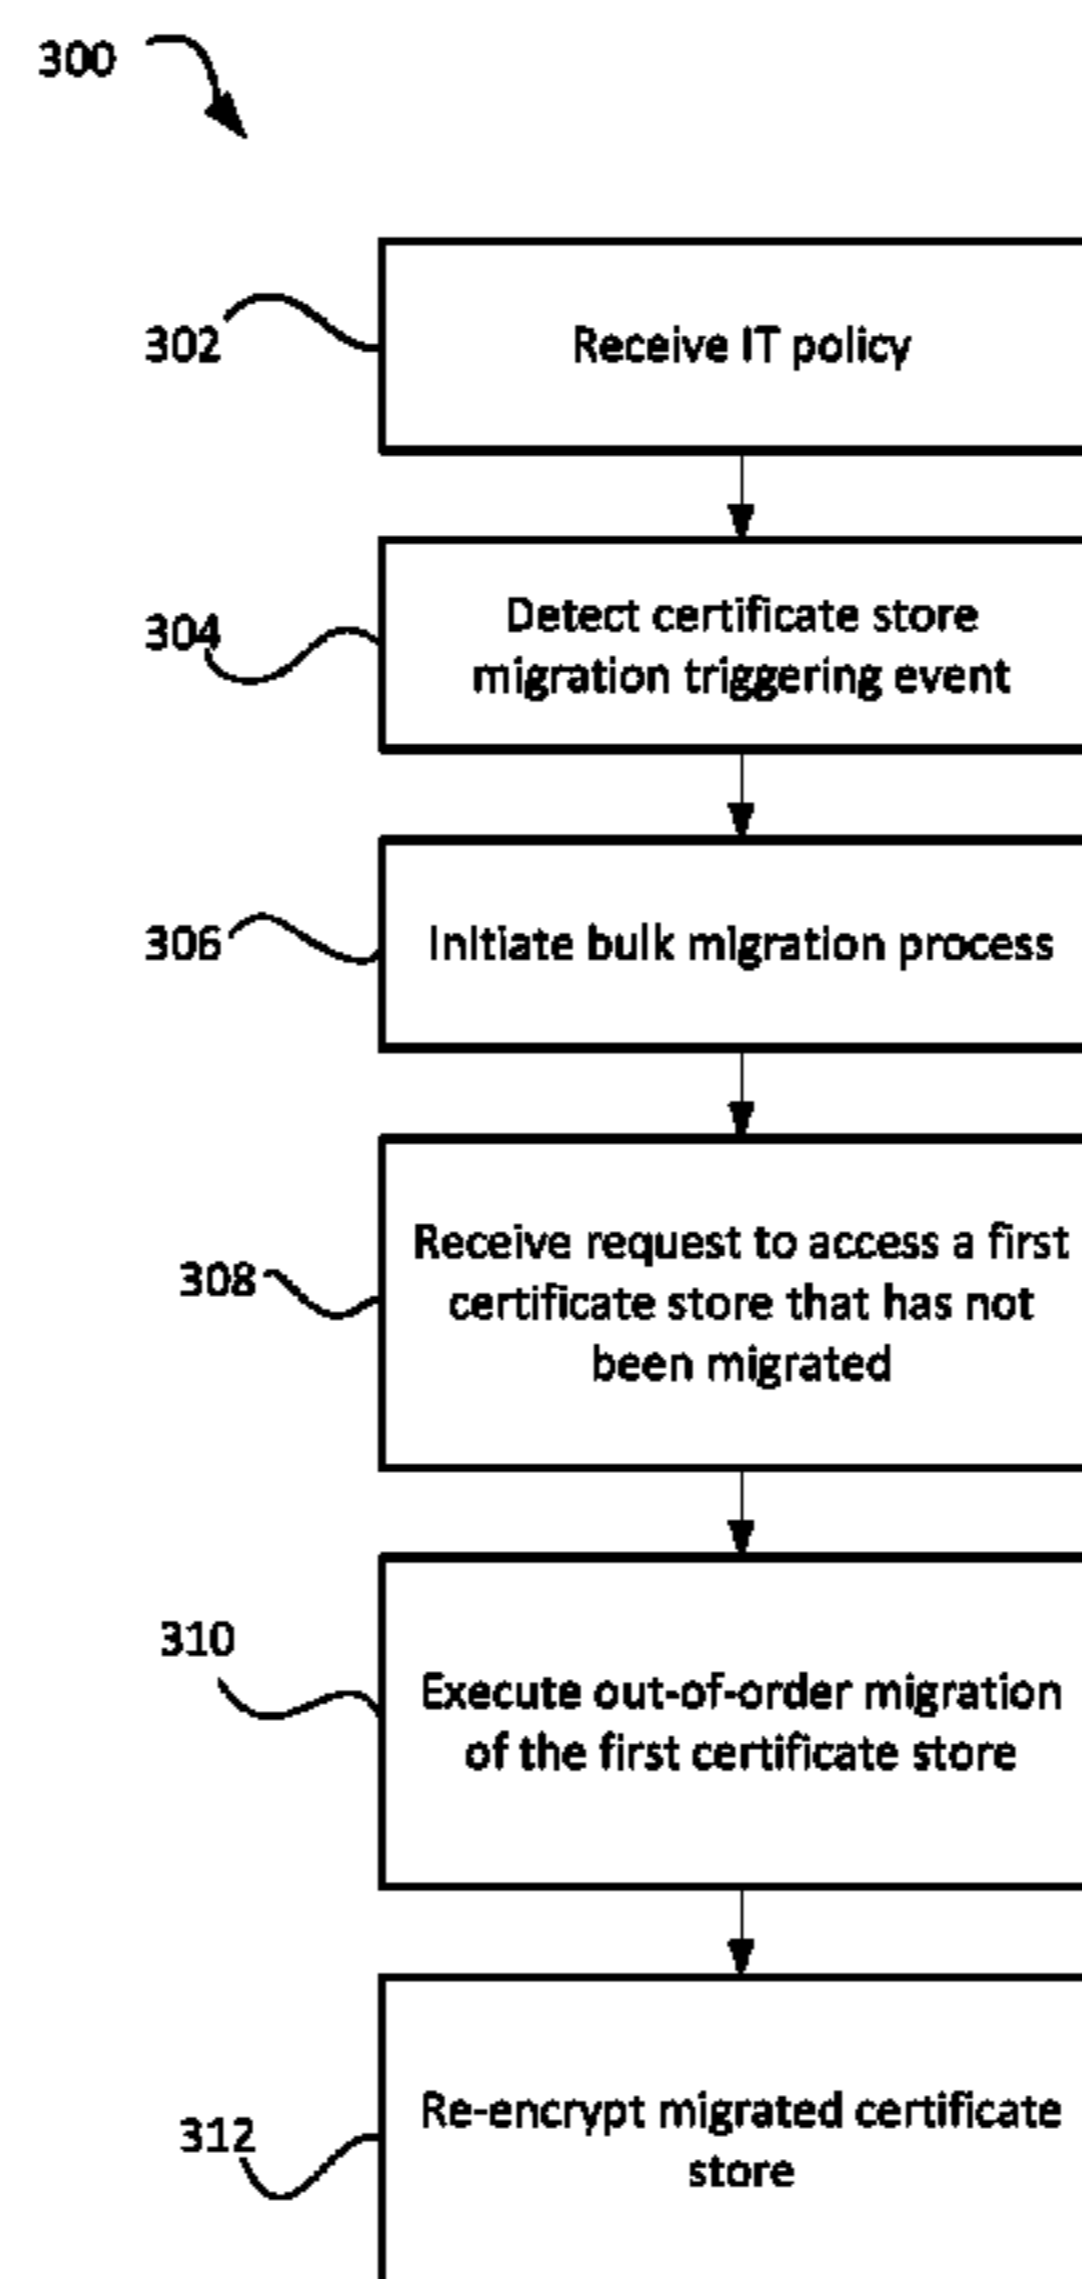 300
302
Receive IT policy
304
Detect certificate store
migration triggering event
306
Initiate bulk migration process
308
Receive request to access a first
certificate store that has not
been migrated
310
Execute out-of-order migration
of the first certificate store
312
Re-encrypt migrated certificate
store